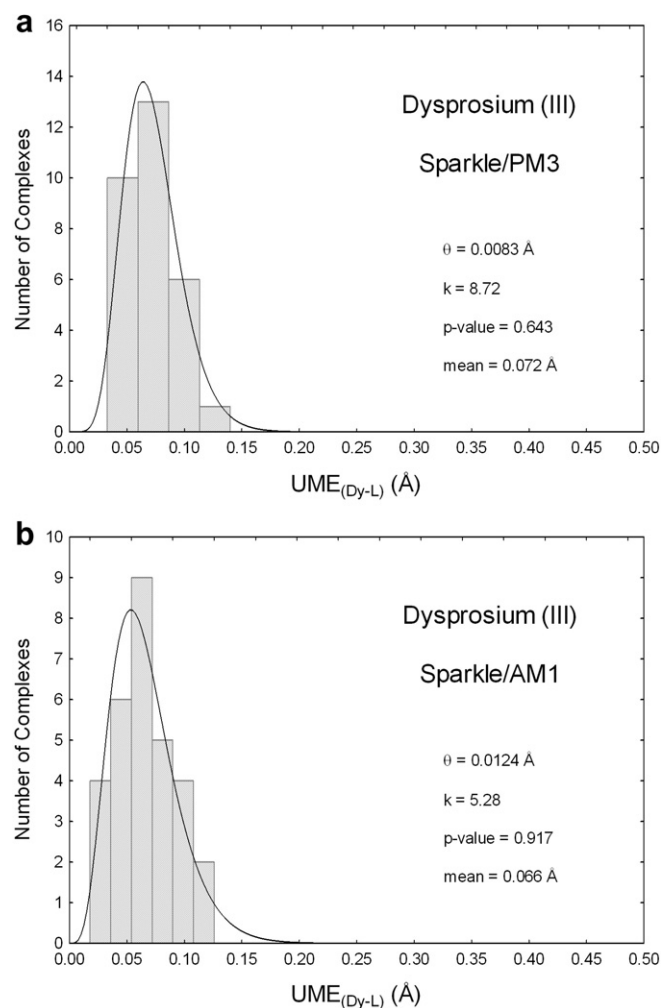 a
16
14
12
10
8
6
4
2
0
Number of Complexes
Dysprosium (III)
Sparkle/PM3
θ = 0.0083 Å
k = 8.72
p-value = 0.643
mean = 0.072 Å
0.00 0.05 0.10 0.15 0.20 0.25 0.30 0.35 0.40 0.45 0.50
UME(Dy-L) (Å)
b
10
9
8
7
6
5
4
3
2
1
0
Number of Complexes
Dysprosium (III)
Sparkle/AM1
θ = 0.0124 Å
k = 5.28
p-value = 0.917
mean = 0.066 Å
0.00 0.05 0.10 0.15 0.20 0.25 0.30 0.35 0.40 0.45 0.50
UME(Dy-L) (Å)